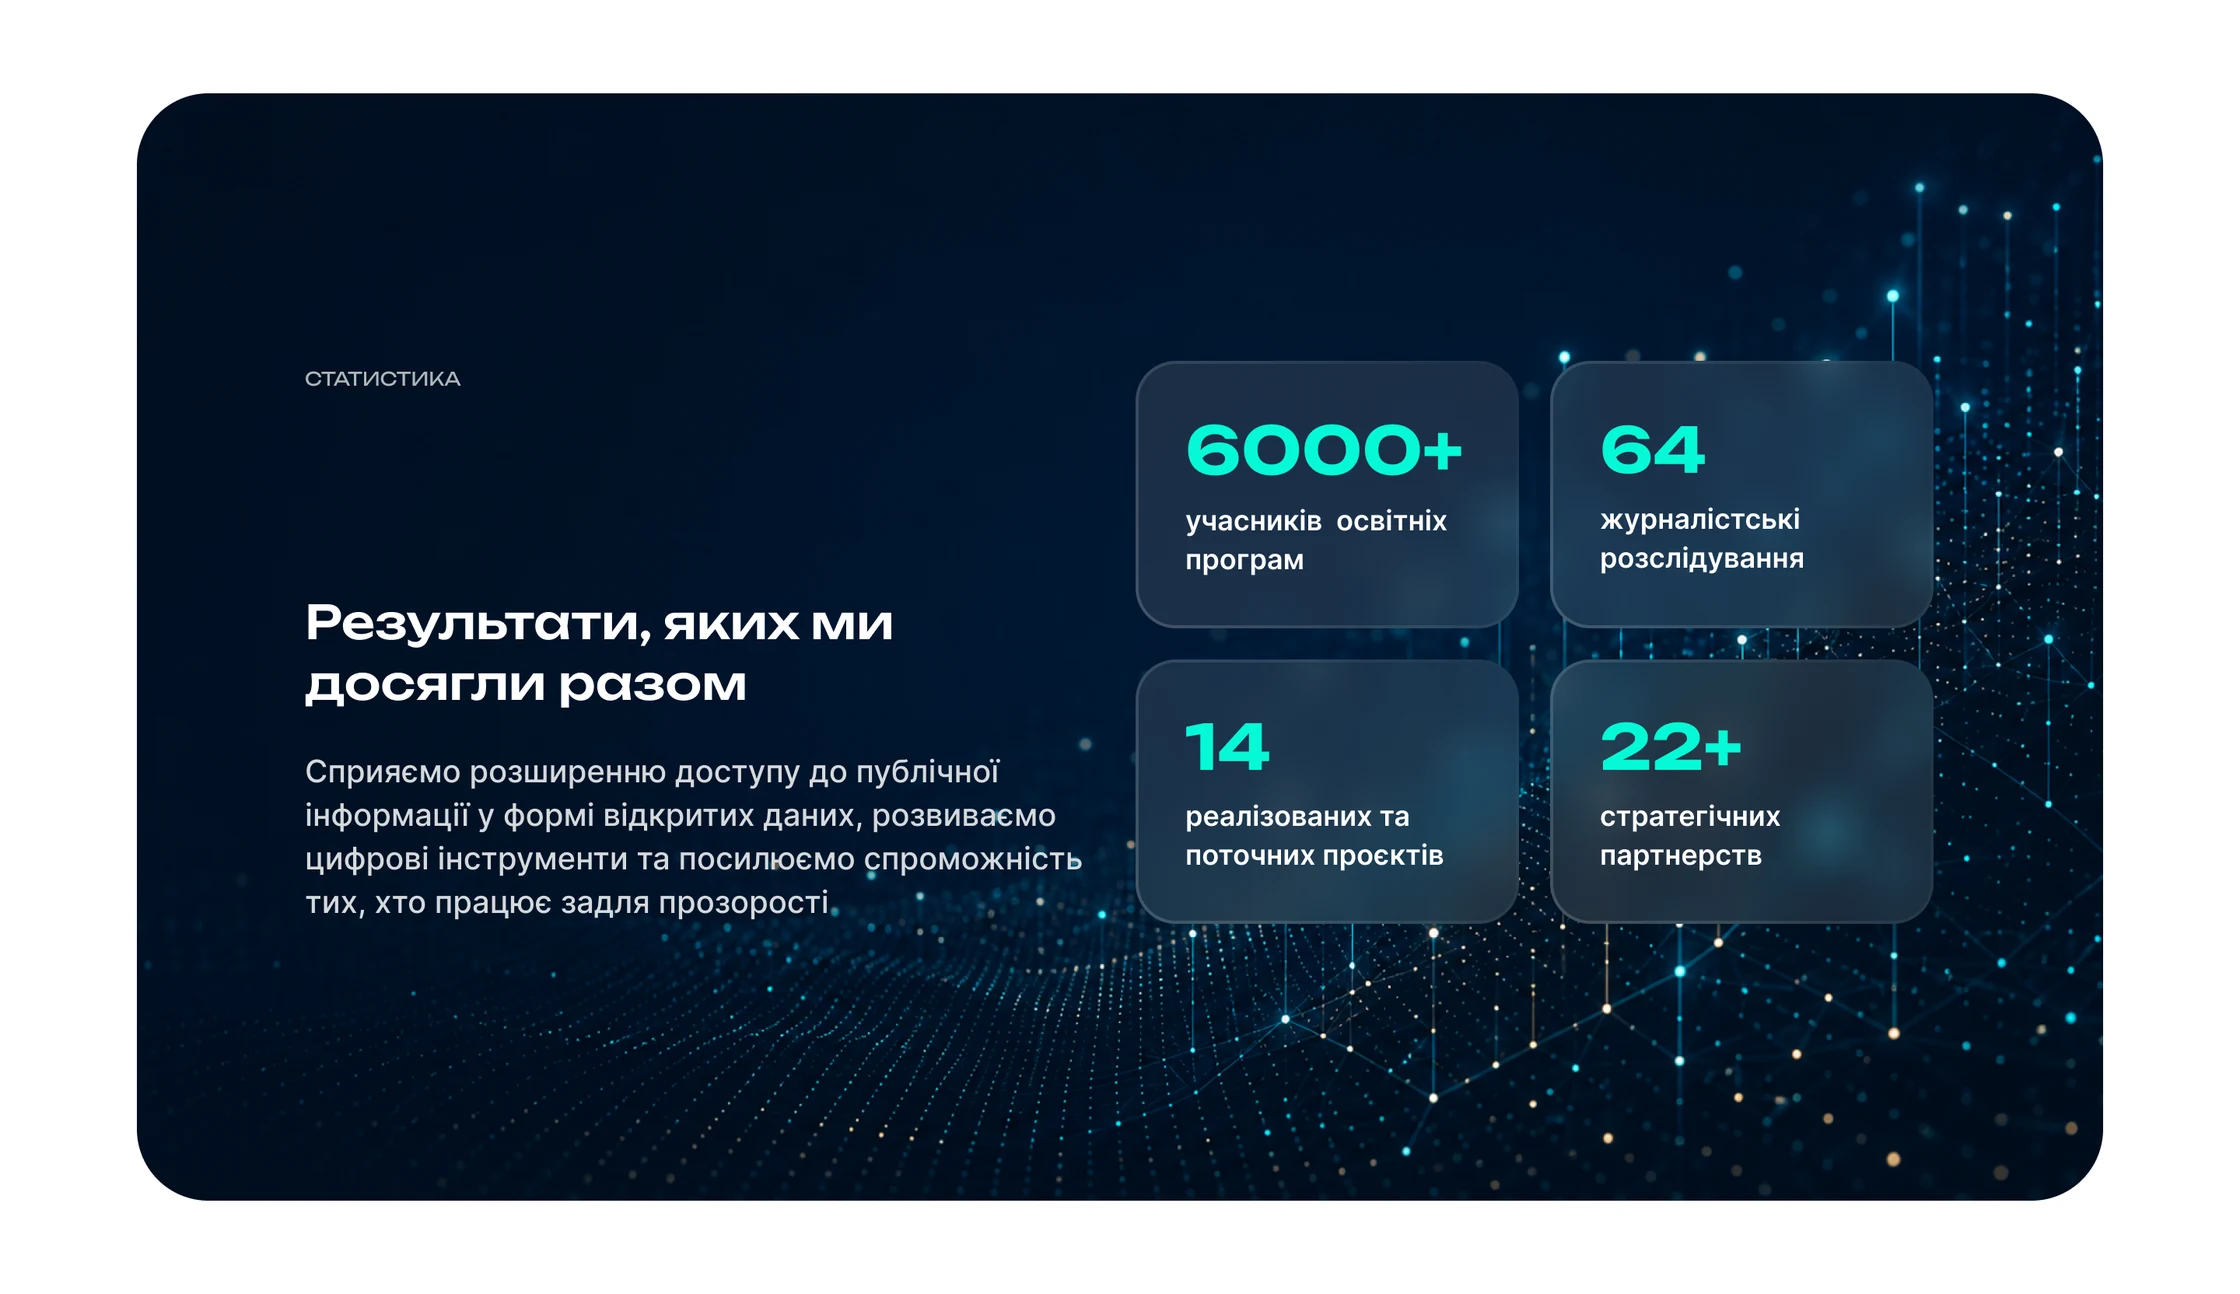 СТАТИСТИКА
Результати, яких ми
досягли разом
Сприяємо розширенню доступу до публічної
інформації у формі відкритих даних, розвиваємо
цифрові інструменти та посилюємо спроможність
тих, хто працює задля прозорості
6000+
учасників  освітніх
програм
64
журналістські
розслідування
14
реалізованих та
поточних проєктів
22+
стратегічних
партнерств